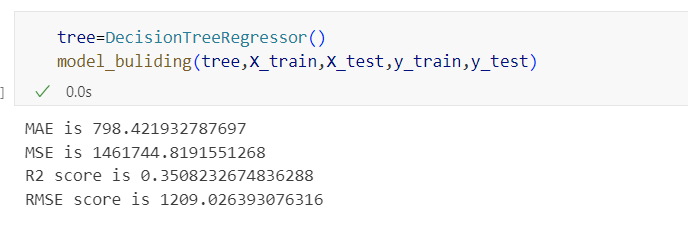 tree=DecisionTreeRegressor()
model_buliding(tree,X_train,X_test,y_train,y_test)
] ✓ 0.0s
MAE is 798.421932787697
MSE is 1461744.8191551268
R2 score is 0.3508232674836288
RMSE score is 1209.026393076316